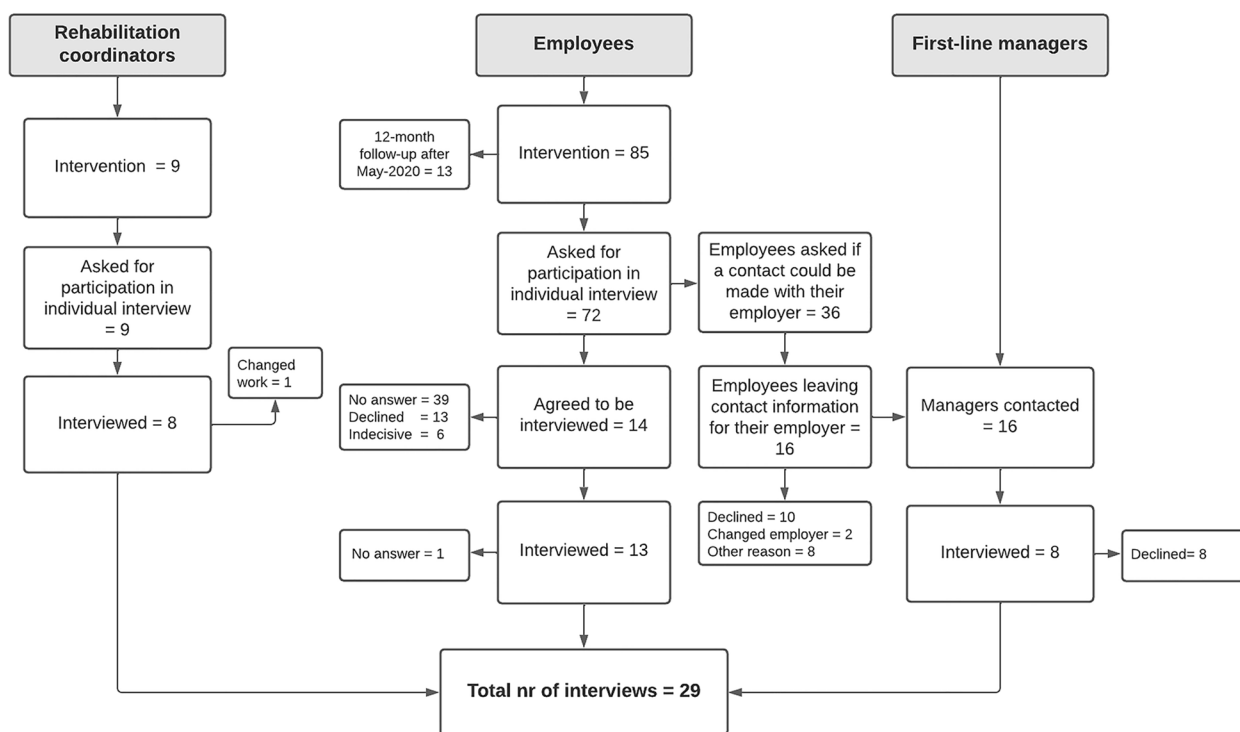 Rehabilitation
coordinators
Employees
First-line managers
Intervention  = 9
12-month
follow-up after
May-2020 = 13
Intervention = 85
Asked for
participation in
individual interview
= 9
Asked for
participation in
individual interview
= 72
Employees asked if
a contact could be
made with their
employer = 36
Changed
work = 1
Interviewed = 8
No answer = 39
Declined    = 13
Indecisive  =  6
Agreed to be
interviewed = 14
Employees leaving
contact information
for their employer =
16
Managers contacted
= 16
No answer = 1
Interviewed = 13
Declined = 10
Changed employer = 2
Other reason = 8
Interviewed = 8
Declined= 8
Total nr of interviews = 29